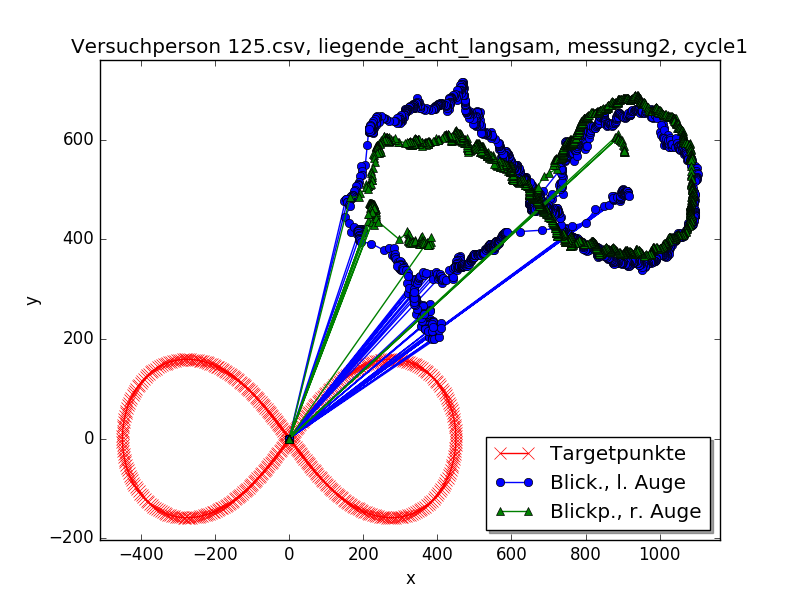 Versuchperson 125.csv, liegende_acht_langsam, messung2, cycle1
600
400
200
0
−200
y
−400 −200 0 200 400 600 800 1000
x
Targetpunkte
Blick., l. Auge
Blickp., r. Auge